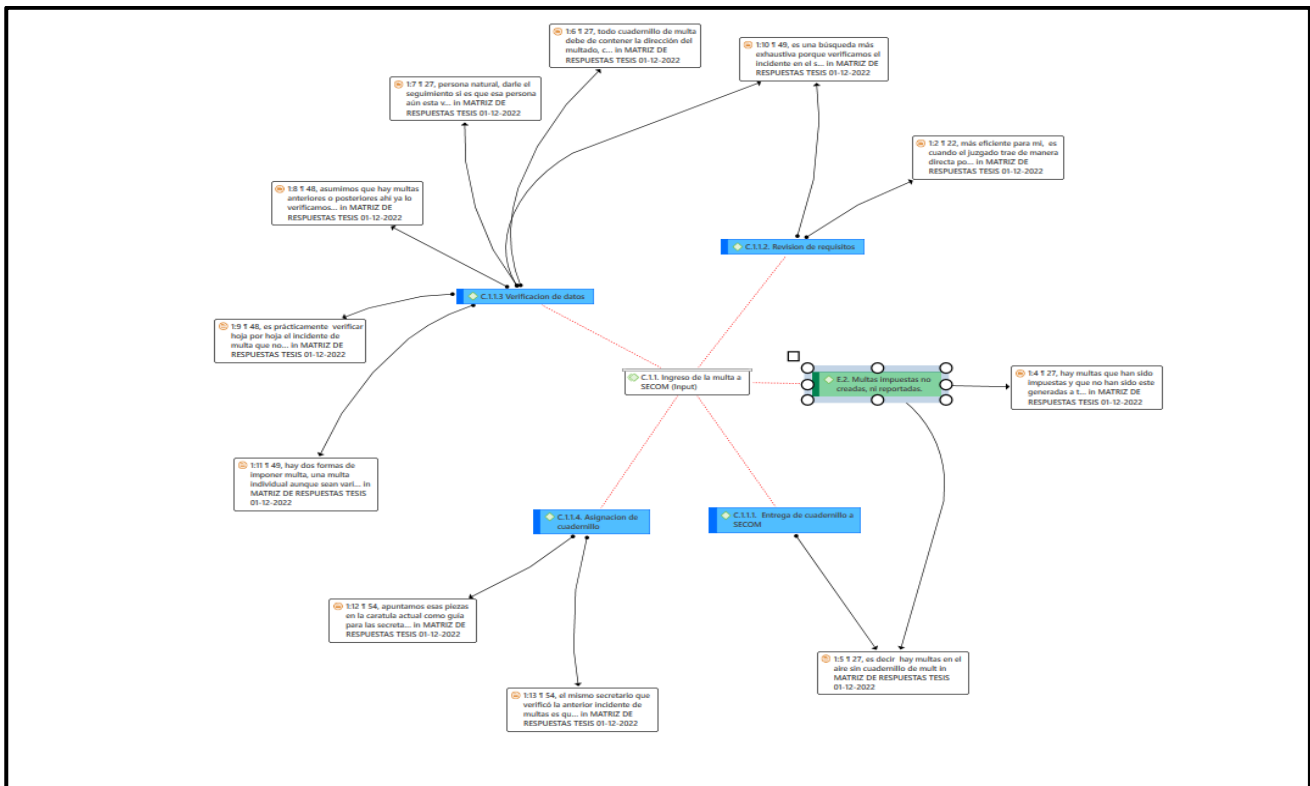 1:6 ¶ 27, todo cuadernillo de multa
debe de contener la dirección del
multado, c... in MATRIZ DE
RESPUESTAS TESIS 01-12-2022
1:10 ¶ 49, es una búsqueda más
exhaustiva porque verificamos el
incidente en el s... in MATRIZ DE
RESPUESTAS TESIS 01-12-2022
1:7 ¶ 27, persona natural, darle el
seguimiento si es que esa persona
aún esta v... in MATRIZ DE
RESPUESTAS TESIS 01-12-2022
1:2 ¶ 22, más eficiente para mí, es
cuando el juzgado trae de manera
directa po... in MATRIZ DE
RESPUESTAS TESIS 01-12-2022
1:8 ¶ 48, asumimos que hay multas
anteriores o posteriores ahí ya lo
verificamos... in MATRIZ DE
RESPUESTAS TESIS 01-12-2022
C.1.1.2. Revision de requisitos
C.1.1.3 Verificacion de datos
1:9 ¶ 48, es prácticamente verificar
hoja por hoja el incidente de
multa que no... in MATRIZ DE
RESPUESTAS TESIS 01-12-2022
C.1.1. Ingreso de la multa a
SECOM (Input)
E.2. Multas impuestas no
creadas, ni reportadas.
1:4 ¶ 27, hay multas que han sido
impuestas y que no han sido este
generadas a t... in MATRIZ DE
RESPUESTAS TESIS 01-12-2022
1:11 ¶ 49, hay dos formas de
imponer multa, una multa
individual aunque sean vari... in
MATRIZ DE RESPUESTAS TESIS
01-12-2022
C.1.1.4. Asignacion de
cuadernillo
C.1.1.1. Entrega de cuadernillo a
SECOM
1:12 ¶ 54, apuntamos esas piezas
en la caratula actual como guía
para las secreta... in MATRIZ DE
RESPUESTAS TESIS 01-12-2022
1:5 ¶ 27, es decir hay multas en el
aire sin cuadernillo de mult in
MATRIZ DE RESPUESTAS TESIS
01-12-2022
1:13 ¶ 54, el mismo secretario que
verificó la anterior incidente de
multas es qu... in MATRIZ DE
RESPUESTAS TESIS 01-12-2022